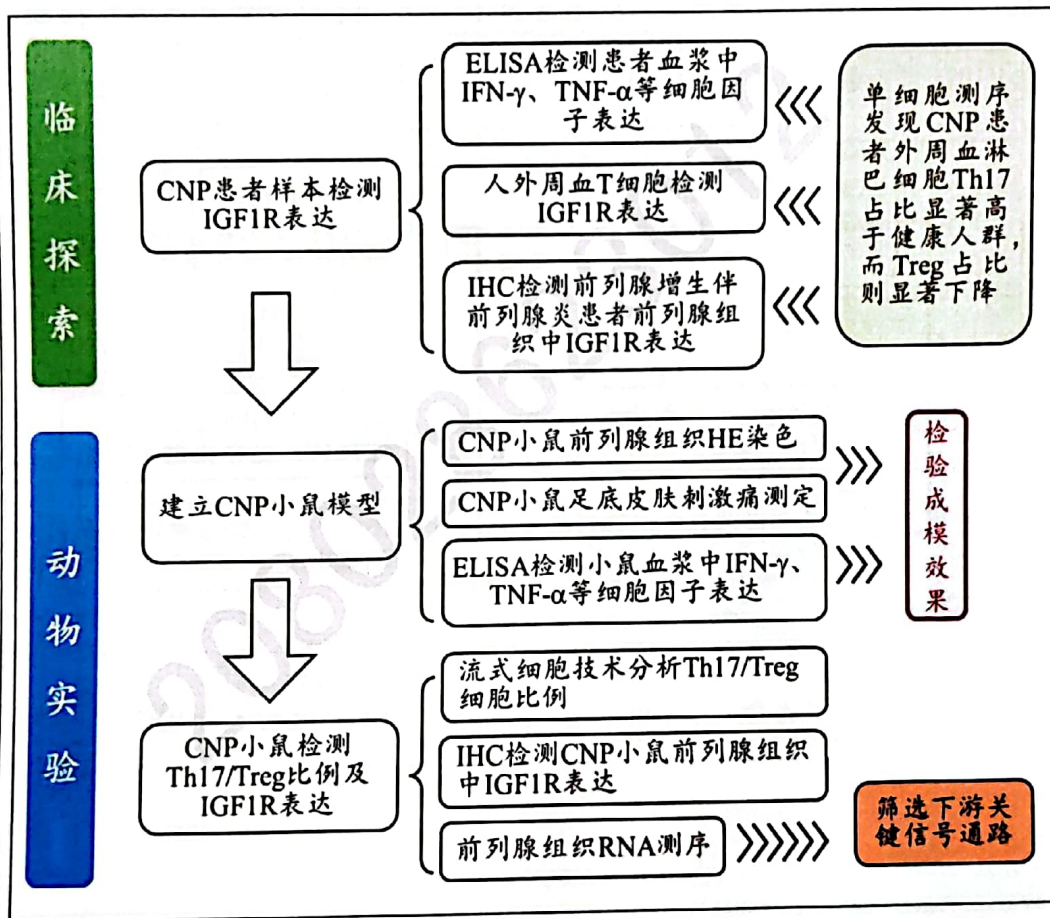 临床探索
CNP患者样本检测
IGF1R表达
ELISA检测患者血浆中
IFN-γ、TNF-α等细胞因
子表达
人外周血T细胞检测
IGF1R表达
IHC检测前列腺增生伴
前列腺炎患者前列腺组
织中IGF1R表达
单细胞测序
发现CNP患
者外周血淋
巴细胞Th17
占比显著高
于健康人群，
而Treg占比
则显著下降
动物实验
建立CNP小鼠模型
CNP小鼠前列腺组织HE染色
CNP小鼠足底皮肤刺激痛测定
ELISA检测小鼠血浆中IFN-γ、
TNF-α等细胞因子表达
检验成模效果
CNP小鼠检测
Th17/Treg比例及
IGF1R表达
流式细胞技术分析Th17/Treg
细胞比例
IHC检测CNP小鼠前列腺组织
中IGF1R表达
前列腺组织RNA测序
筛选下游关
键信号通路